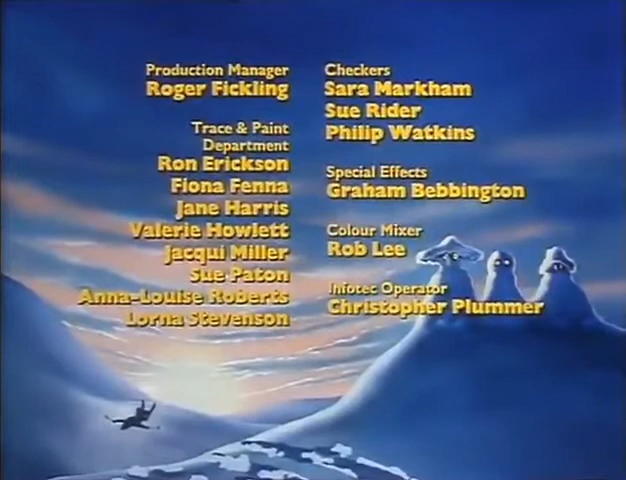 Production Manager
Roger Fickling
Trace & Paint
Department
Ron Erickson
Fiona Fenna
Jane Harris
Valerie Howlett
Jacqui Miller
Sue Paton
Anna-Louise Roberts
Lorna Stevenson
Checkers
Sara Markham
Sue Rider
Philip Watkins
Special Effects
Graham Bebbington
Colour Mixer
Rob Lee
Infotec Operator
Christopher Plummer